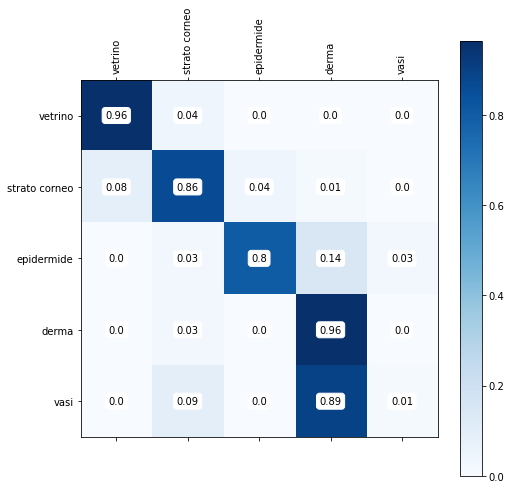 vetrino strato corneo epidermide derma vasi
vetrino 0.96 0.04 0.0 0.0 0.0
strato corneo 0.08 0.86 0.04 0.01 0.0
epidermide 0.0 0.03 0.8 0.14 0.03
derma 0.0 0.03 0.0 0.96 0.0
vasi 0.0 0.09 0.0 0.89 0.01
0.8
0.6
0.4
0.2
0.0